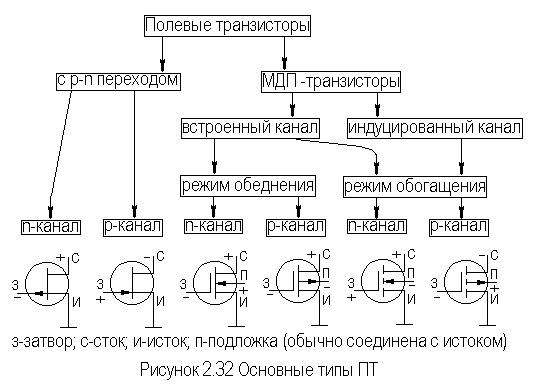 Полевые транзисторы
с p-n переходом
МДП -транзисторы
встроенный канал
индуцированный канал
режим обеднения
режим обогащения
n-канал
p-канал
n-канал
p-канал
n-канал
p-канал
+ С
- С
+ С
- С
+ С
- С
П
П
П
П
З
З
З
З
З
З
- И
+ И
- И
+ И
- И
- И
з-затвор; с-сток; и-исток; п-подложка (обычно соединена с истоком)
Рисунок 2.32 Основные типы ПТ